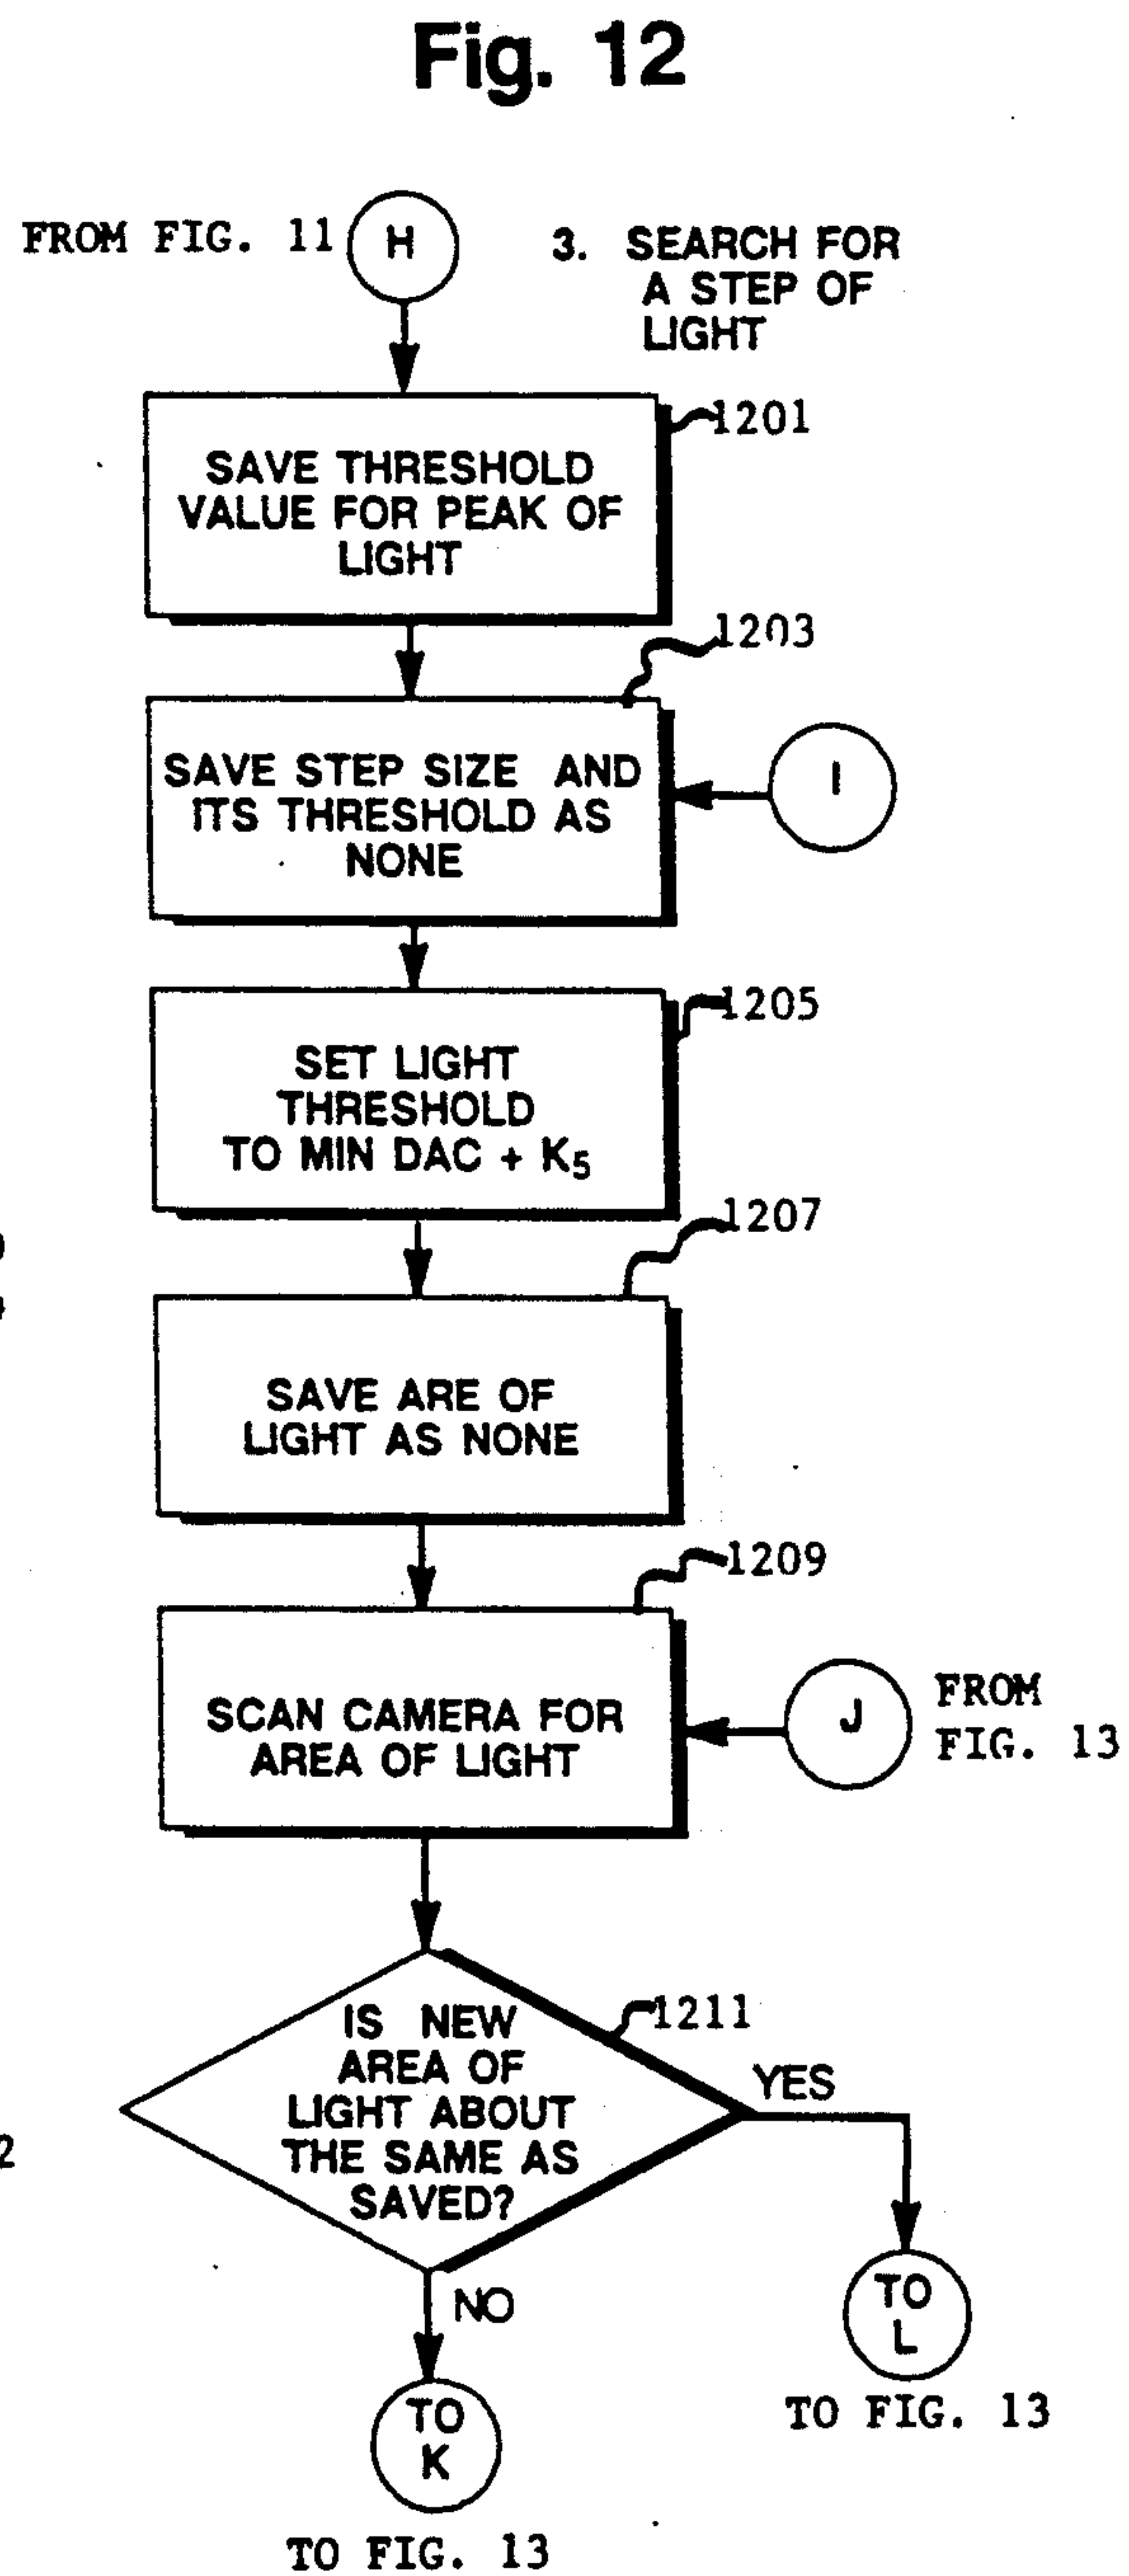 Fig. 12
FROM FIG. 11
H
3. SEARCH FOR
A STEP OF
LIGHT
1201
SAVE THRESHOLD
VALUE FOR PEAK OF
LIGHT
1203
SAVE STEP SIZE AND
ITS THRESHOLD AS
NONE
I
1205
SET LIGHT
THRESHOLD
TO MIN DAC + K5
1207
SAVE ARE OF
LIGHT AS NONE
1209
SCAN CAMERA FOR
AREA OF LIGHT
J
FROM
FIG. 13
1211
IS NEW
AREA OF
LIGHT ABOUT
THE SAME AS
SAVED?
YES
NO
TO
L
TO FIG. 13
TO
K
TO FIG. 13
2